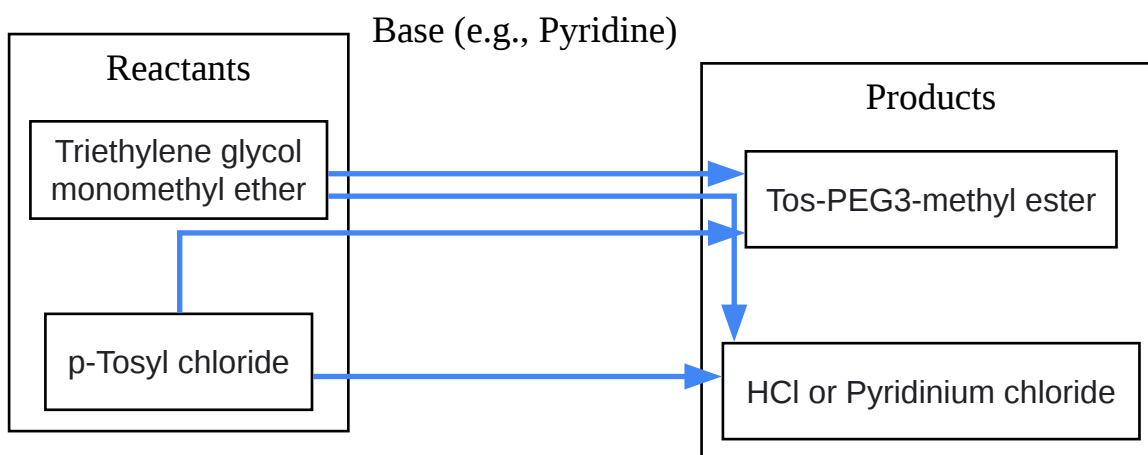 Base (e.g., Pyridine)
Reactants
Products
Triethylene glycol
monomethyl ether
Tos-PEG3-methyl ester
p-Tosyl chloride
HCl or Pyridinium chloride